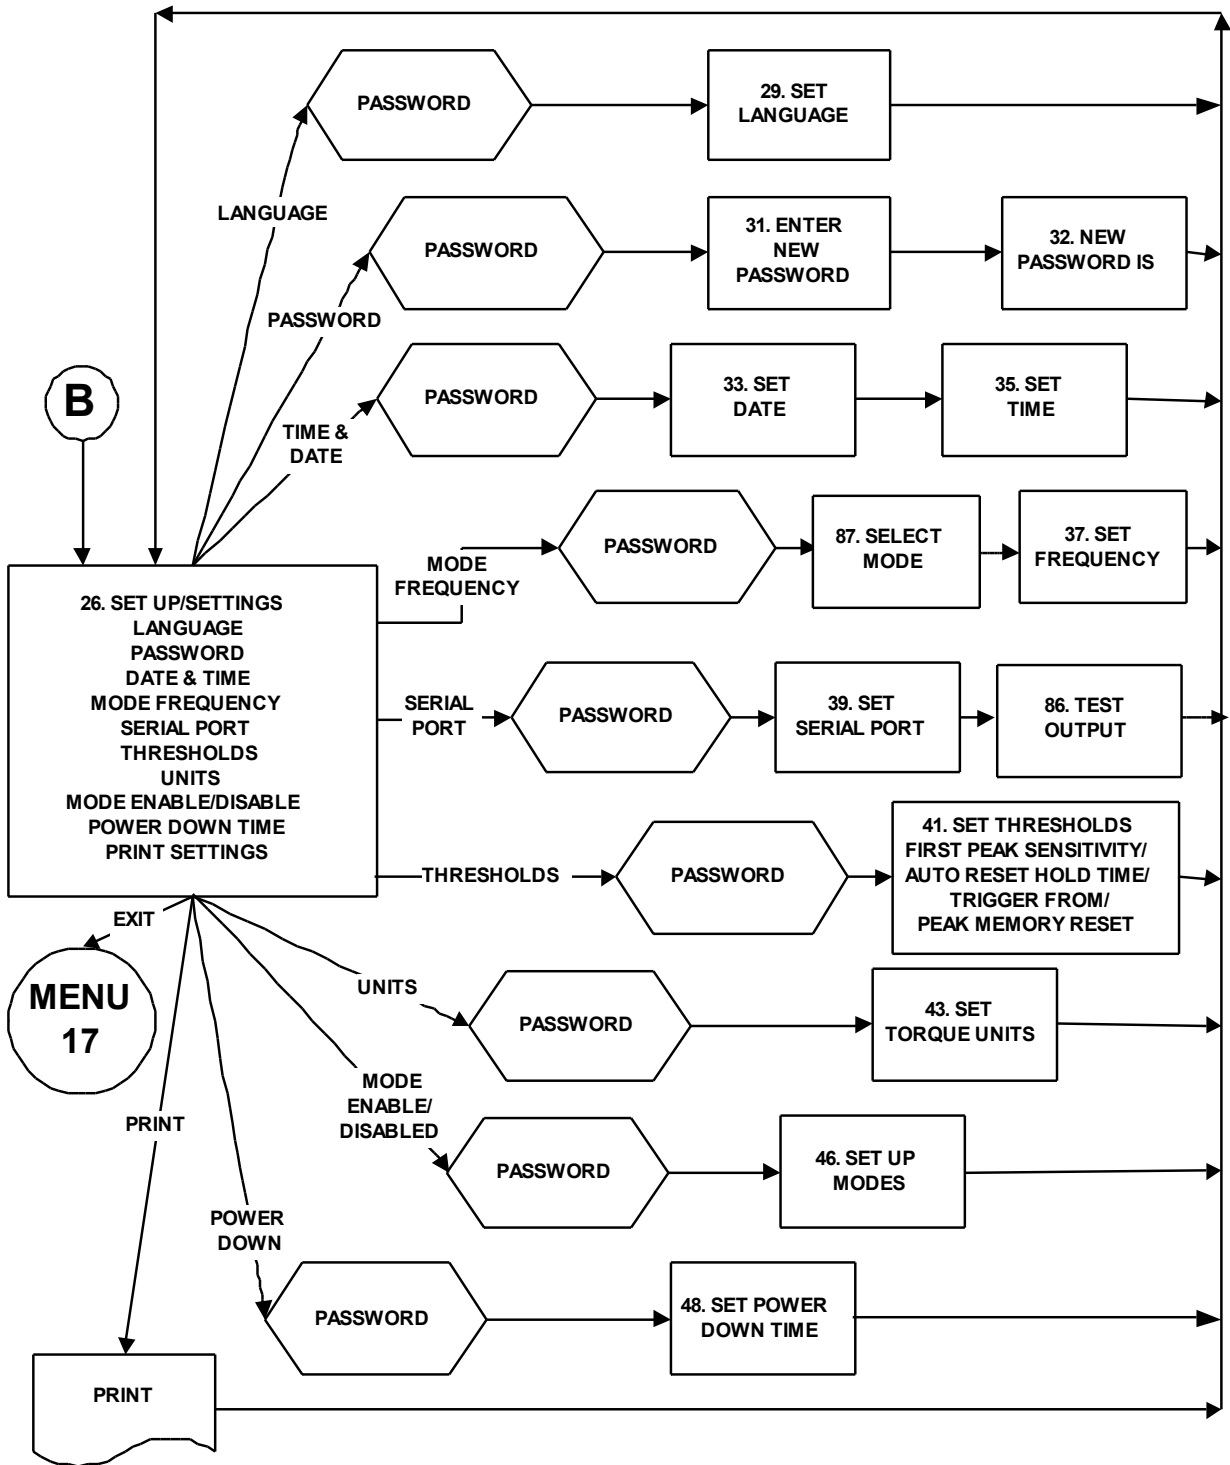 PASSWORD
29. SET
LANGUAGE
LANGUAGE
PASSWORD
31. ENTER
NEW
PASSWORD
32. NEW
PASSWORD IS
PASSWORD
B
PASSWORD
33. SET
DATE
35. SET
TIME
TIME &
DATE
MODE
FREQUENCY
PASSWORD
87. SELECT
MODE
37. SET
FREQUENCY
26. SET UP/SETTINGS
LANGUAGE
PASSWORD
DATE & TIME
MODE FREQUENCY
SERIAL PORT
THRESHOLDS
UNITS
MODE ENABLE/DISABLE
POWER DOWN TIME
PRINT SETTINGS
SERIAL
PORT
PASSWORD
39. SET
SERIAL PORT
86. TEST
OUTPUT
THRESHOLDS
PASSWORD
41. SET THRESHOLDS
FIRST PEAK SENSITIVITY/
AUTO RESET HOLD TIME/
TRIGGER FROM/
PEAK MEMORY RESET
EXIT
MENU
17
UNITS
PASSWORD
43. SET
TORQUE UNITS
MODE
ENABLE/
DISABLED
PASSWORD
46. SET UP
MODES
PRINT
POWER
DOWN
PASSWORD
48. SET POWER
DOWN TIME
PRINT